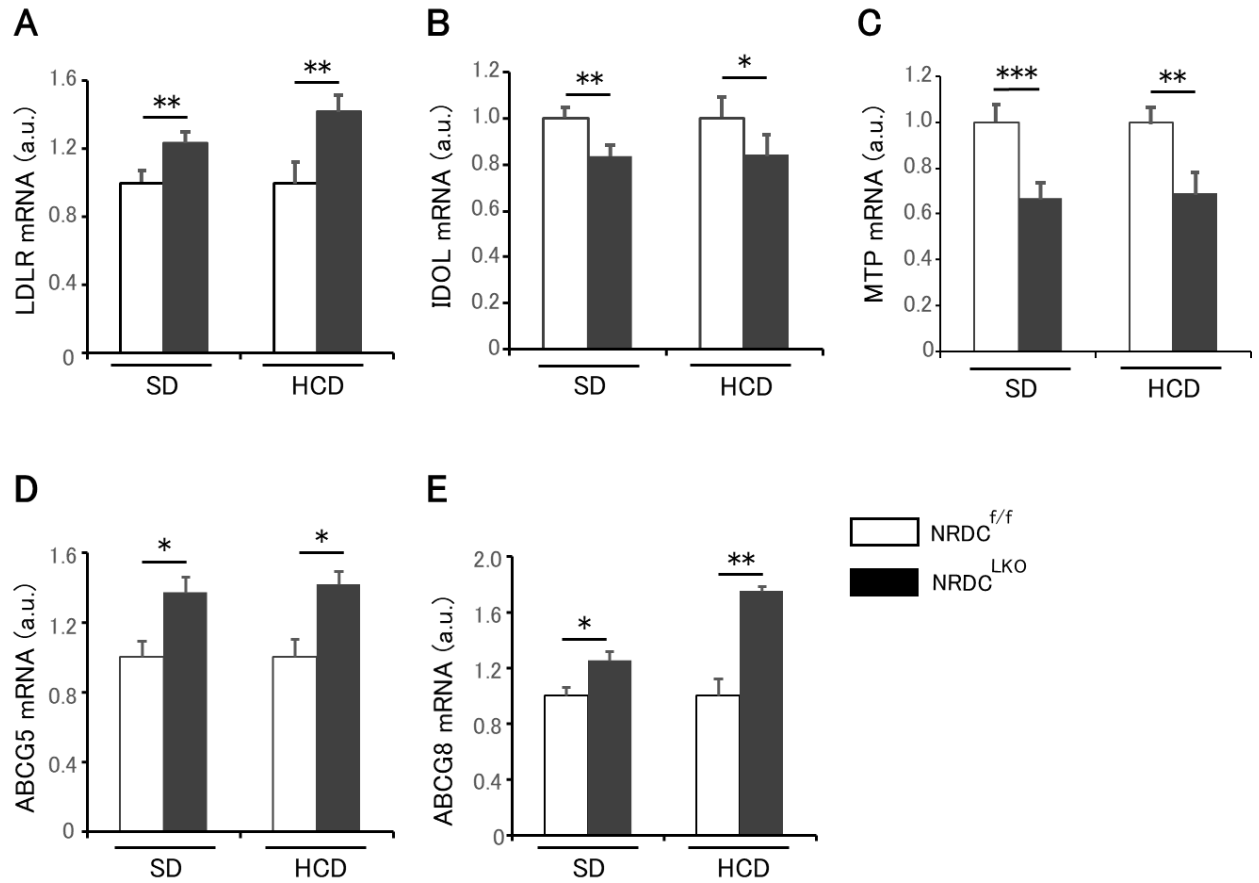 A
LDLR mRNA (a.u.)
1.6
1.2
0.8
0.4
0
**
**
SD
HCD
B
IDOL mRNA (a.u.)
1.2
1.0
0.8
0.6
0.4
0.2
0
**
*
SD
HCD
C
MTP mRNA (a.u.)
1.2
1.0
0.8
0.6
0.4
0.2
0
***
**
SD
HCD
D
ABCG5 mRNA (a.u.)
1.6
1.2
0.8
0.4
0
*
*
SD
HCD
E
ABCG8 mRNA (a.u.)
2.0
1.6
1.2
0.8
0.4
0
*
**
SD
HCD
NRDC f/f
NRDC LKO